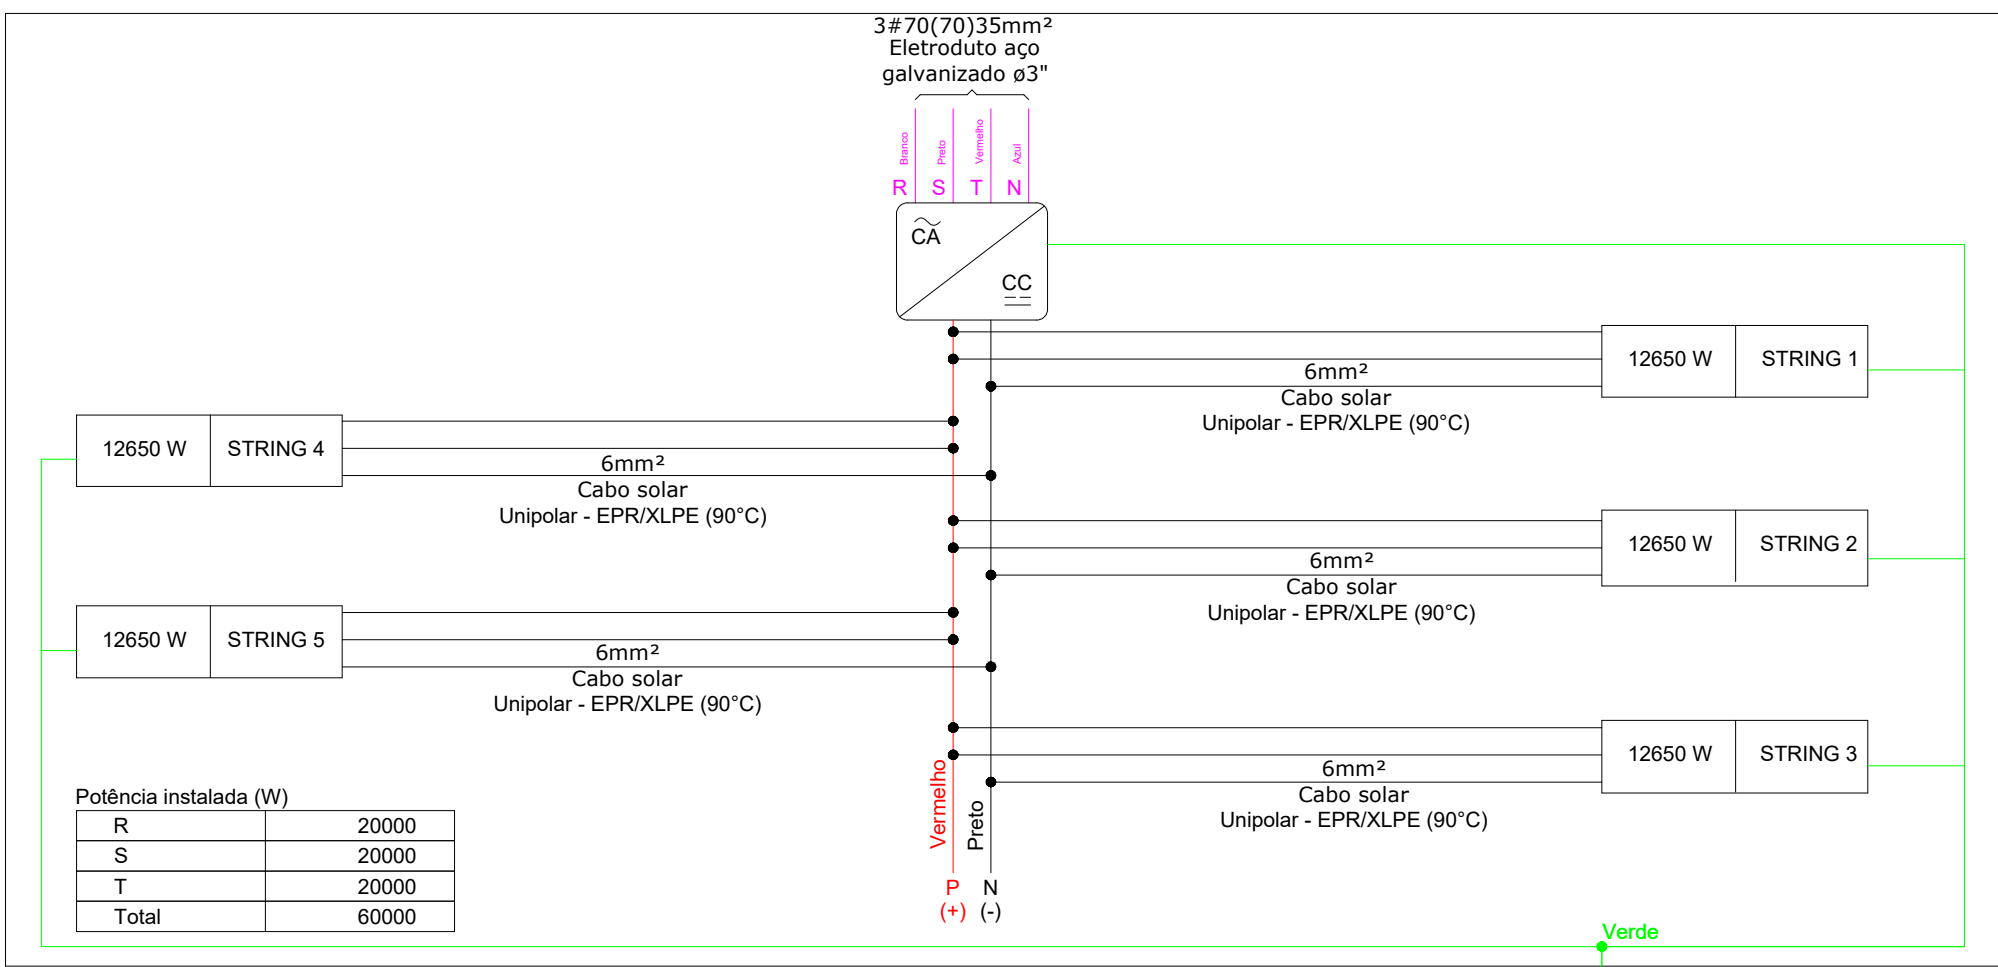 3#70(70)35mm²
Eletroduto aço
galvanizado ø3"
Branco
Preto
Vermelho
Azul
R
S
T
N
CA
CC
12650 W
STRING 1
6mm²
Cabo solar
Unipolar - EPR/XLPE (90°C)
12650 W
STRING 4
6mm²
Cabo solar
Unipolar - EPR/XLPE (90°C)
12650 W
STRING 2
6mm²
Cabo solar
Unipolar - EPR/XLPE (90°C)
12650 W
STRING 5
6mm²
Cabo solar
Unipolar - EPR/XLPE (90°C)
12650 W
STRING 3
6mm²
Cabo solar
Unipolar - EPR/XLPE (90°C)
Vermelho
Preto
P
(+)
N
(-)
Potência instalada (W)
R 20000
S 20000
T 20000
Total 60000
Verde